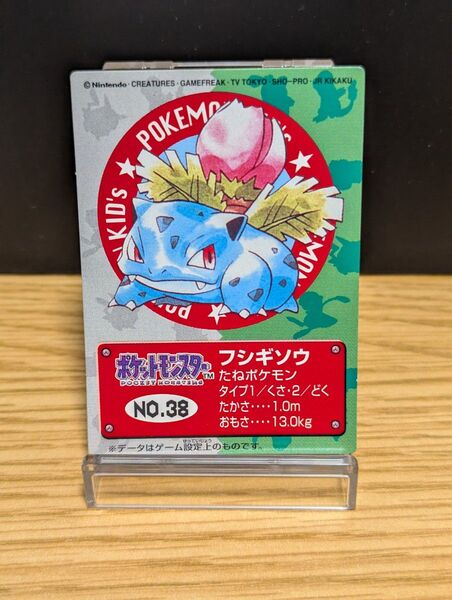 ©Nintendo · CREATURES · GAMEFREAK · TV TOKYO · SHO-PRO · JR KIKAKU
POKEMON KID'S
ポケットモンスター™
POCKET MONSTERS
NO.38
フシギソウ
たねポケモン
タイプ1／くさ・2／どく
たかさ‥‥1.0m
おもさ‥‥13.0kg
※データはゲーム設定上のものです。